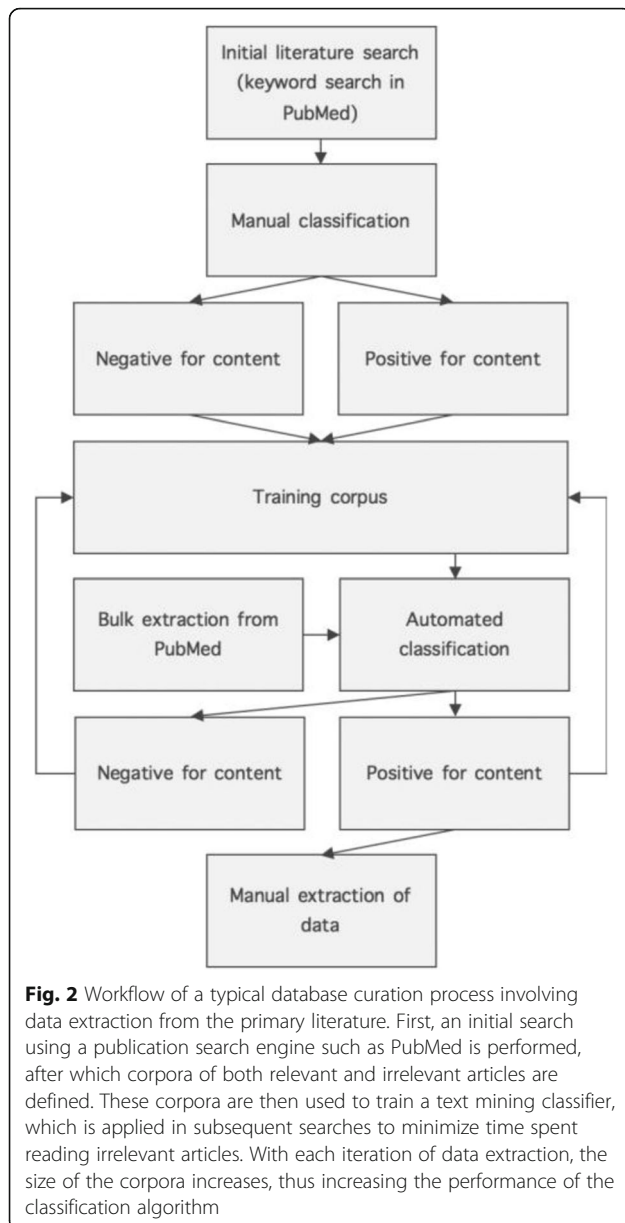 Initial literature search
(keyword search in
PubMed)
Manual classification
Negative for content
Positive for content
Training corpus
Bulk extraction from
PubMed
Automated
classification
Negative for content
Positive for content
Manual extraction of
data
Fig. 2 Workflow of a typical database curation process involving
data extraction from the primary literature. First, an initial search
using a publication search engine such as PubMed is performed,
after which corpora of both relevant and irrelevant articles are
defined. These corpora are then used to train a text mining classifier,
which is applied in subsequent searches to minimize time spent
reading irrelevant articles. With each iteration of data extraction, the
size of the corpora increases, thus increasing the performance of the
classification algorithm